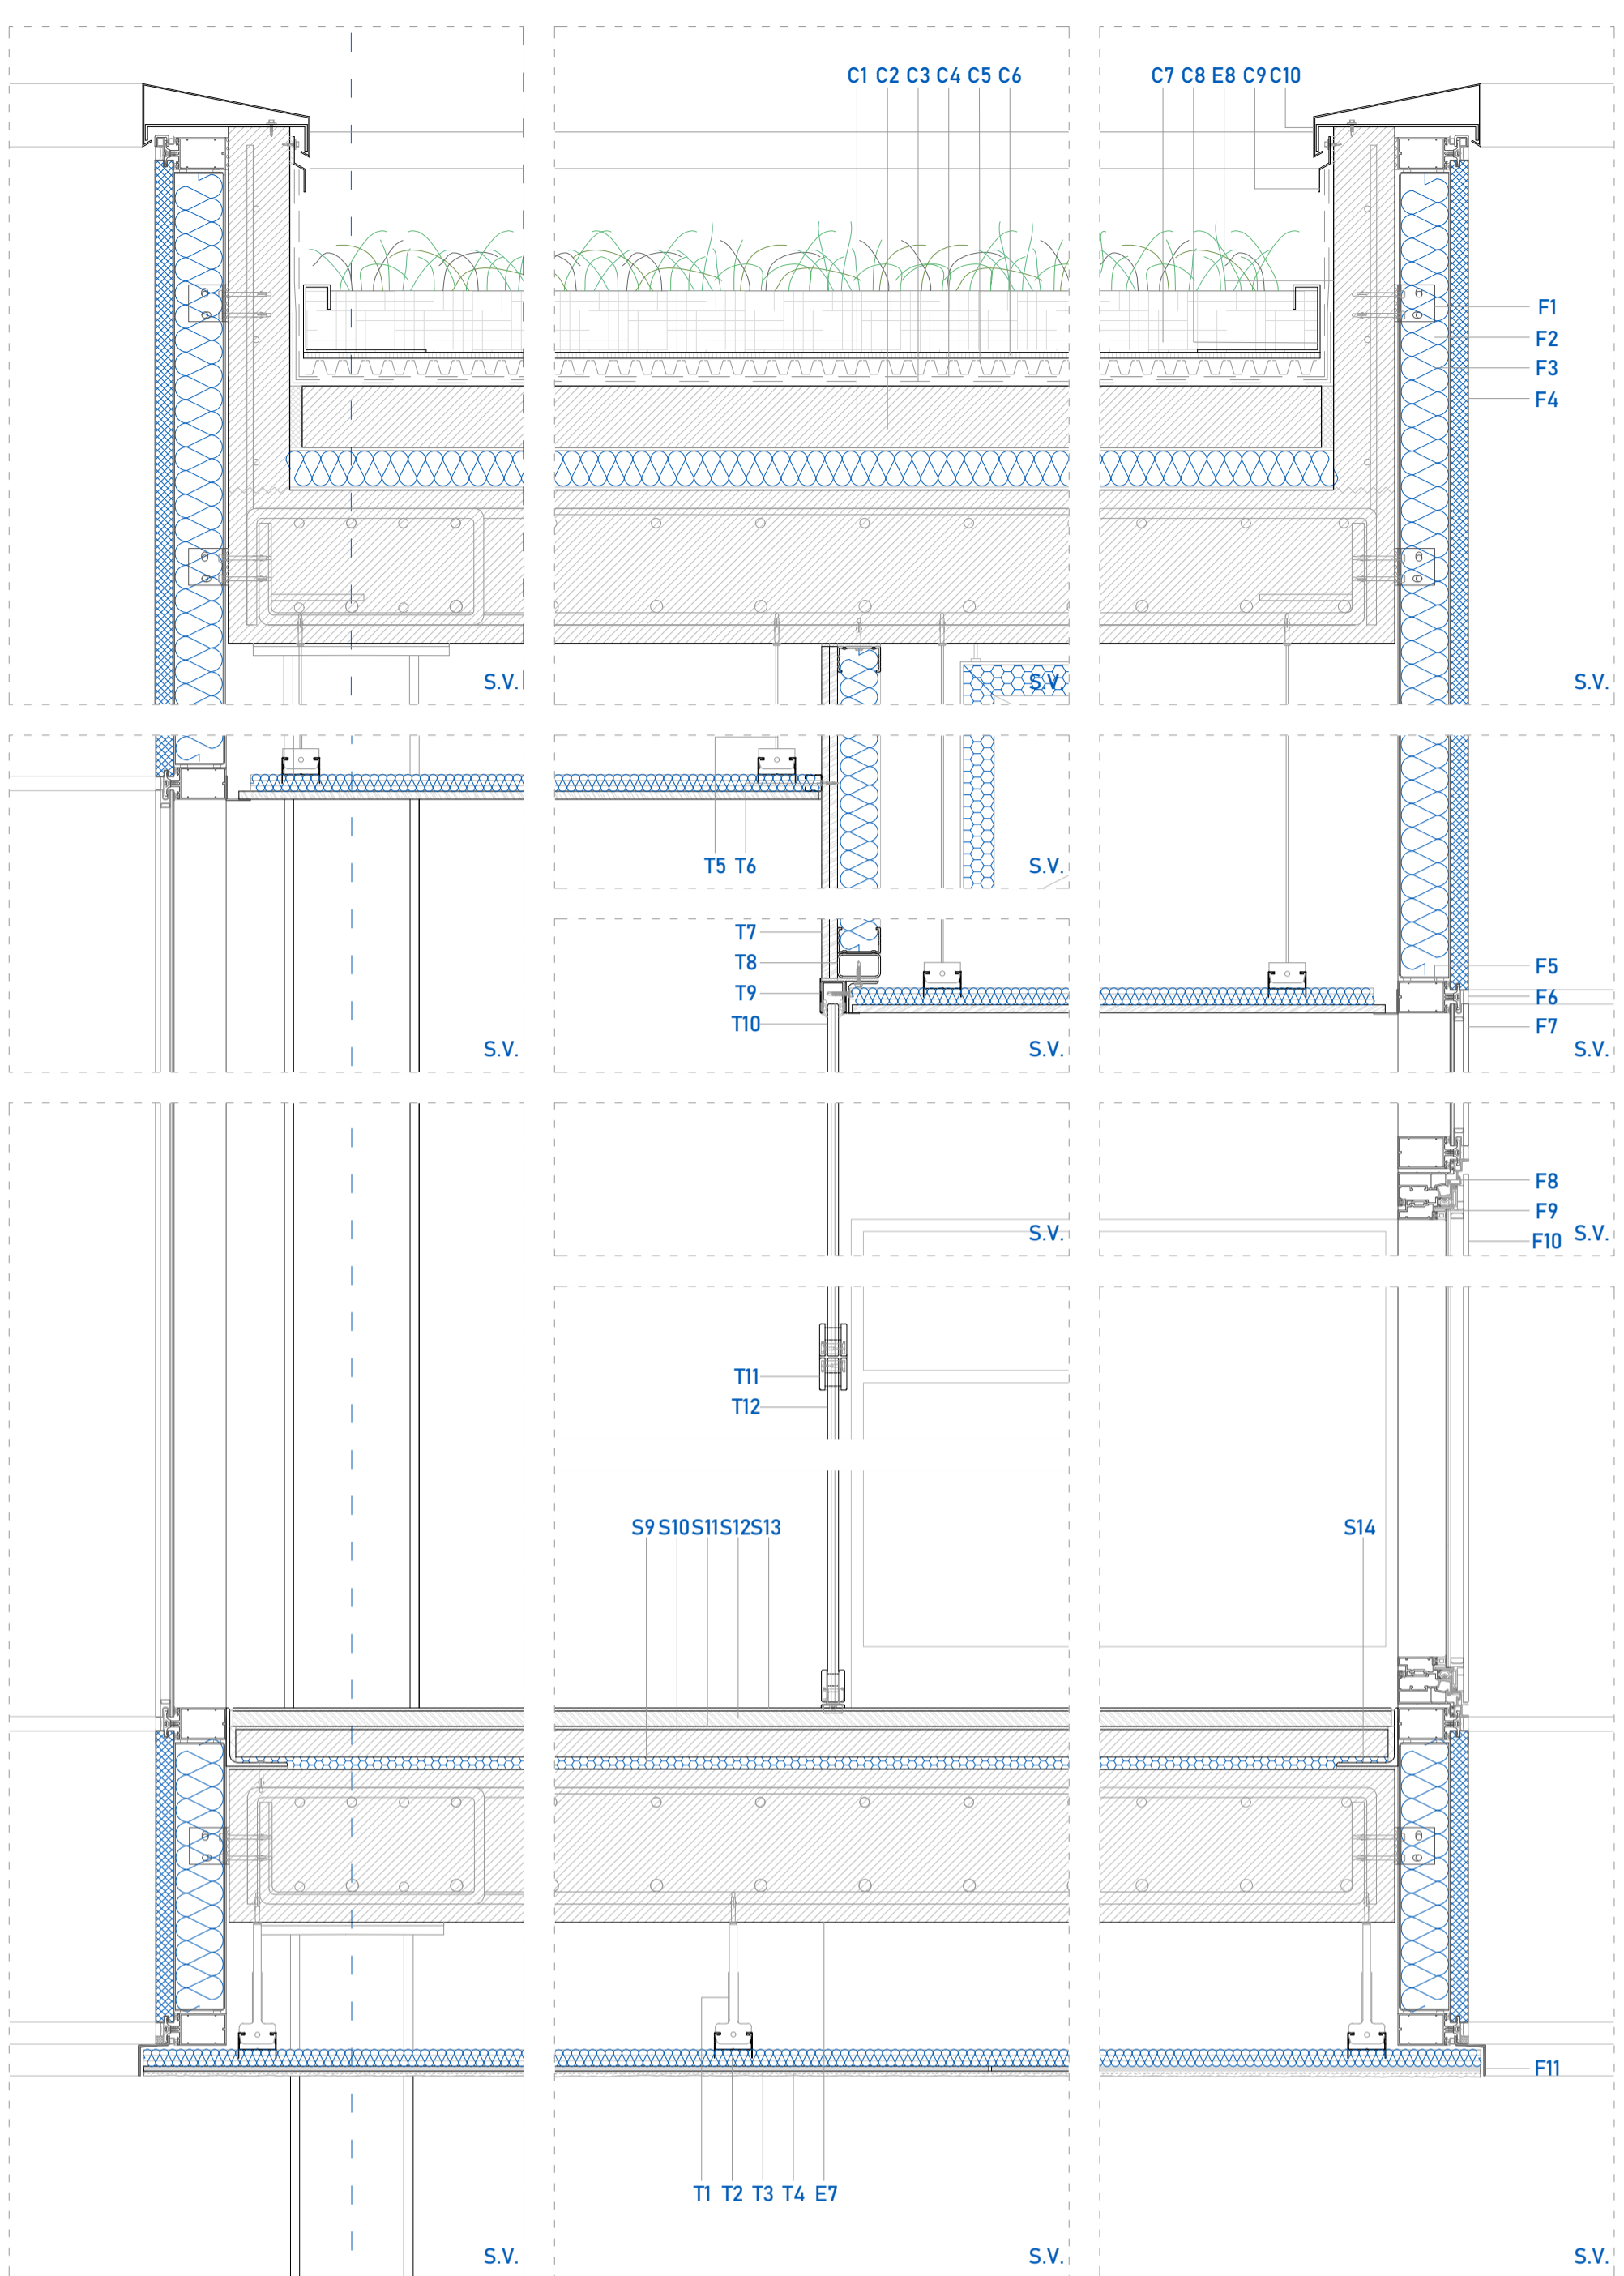 C1 C2 C3 C4 C5 C6
C7 C8 E8 C9 C10
F1
F2
F3
F4
S.V.
S.V.
S.V.
T5 T6
S.V.
T7
T8
T9
T10
F5
F6
F7
S.V.
S.V.
S.V.
F8
F9
F10
S.V.
S.V.
T11
T12
S9 S10 S11 S12 S13
S14
F11
T1 T2 T3 T4 E7
S.V.
S.V.
S.V.